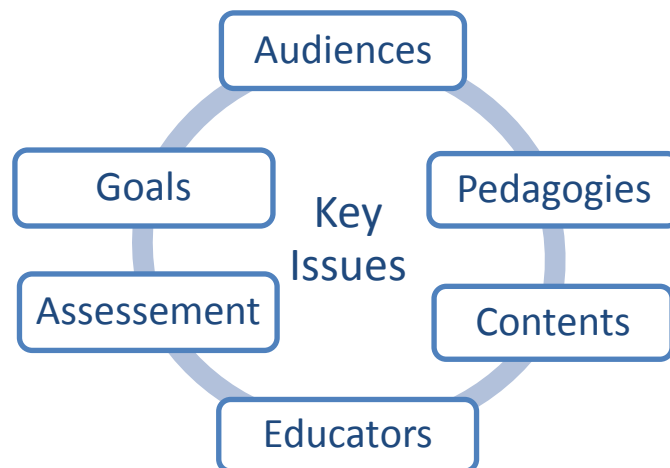 Audiences
Goals
Pedagogies
Key
Issues
Assessement
Contents
Educators